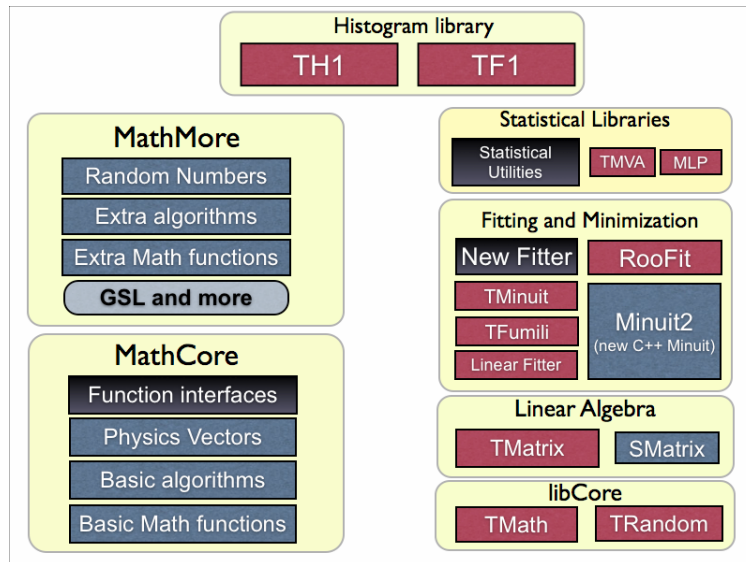 Histogram library
TH1
TF1
MathMore
Random Numbers
Extra algorithms
Extra Math functions
GSL and more
MathCore
Function interfaces
Physics Vectors
Basic algorithms
Basic Math functions
Statistical Libraries
Statistical
Utilities
TMVA
MLP
Fitting and Minimization
New Fitter
RooFit
TMinuit
TFumili
Linear Fitter
Minuit2
(new C++ Minuit)
Linear Algebra
TMatrix
SMatrix
libCore
TMath
TRandom